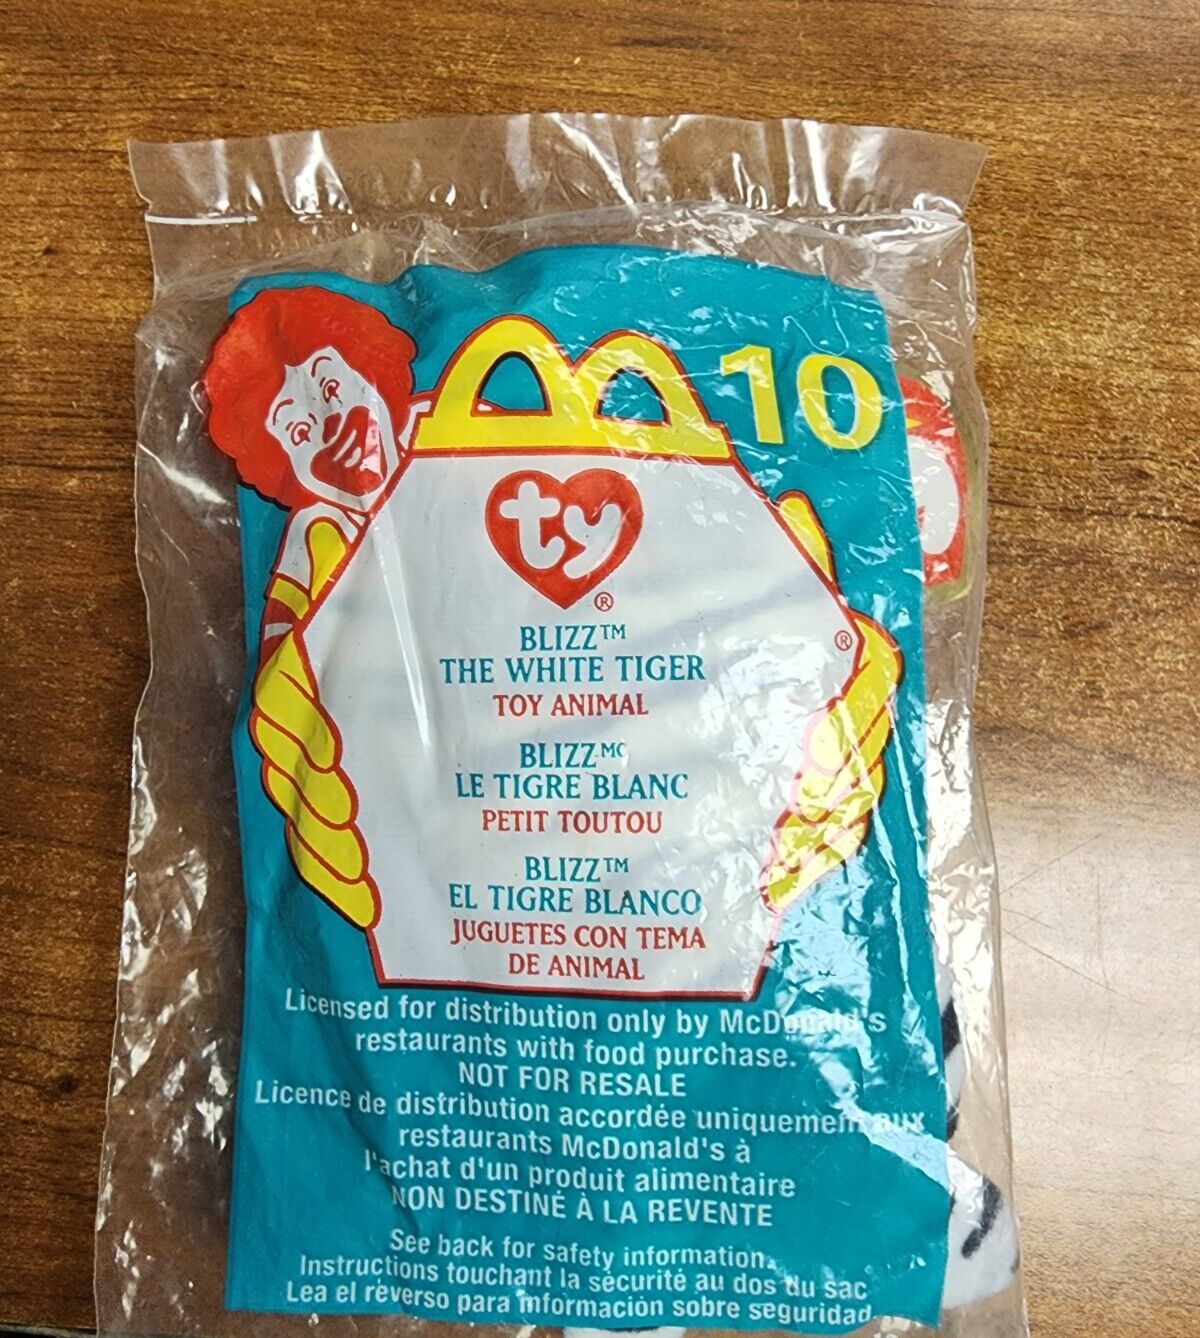 10
ty®
BLIZZ™
THE WHITE TIGER
®
TOY ANIMAL
BLIZZMC
LE TIGRE BLANC
PETIT TOUTOU
BLIZZ™
EL TIGRE BLANCO
JUGUETES CON TEMA
DE ANIMAL
Licensed for distribution only by McDonald's
restaurants with food purchase.
NOT FOR RESALE
Licence de distribution accordée uniquement aux
restaurants McDonald's à
l'achat d'un produit alimentaire
NON DESTINÉ À LA REVENTE
See back for safety information.
Instructions touchant la sécurité au dos du sac
Lea el réverso para información sobre seguridad